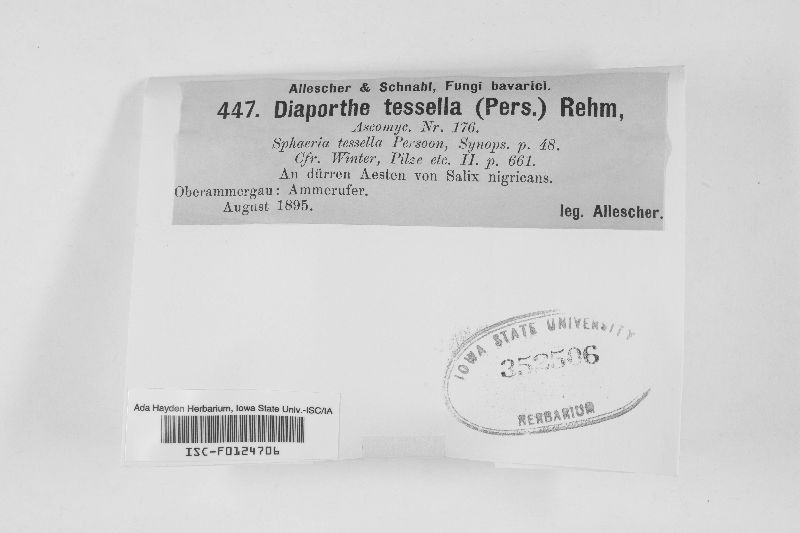 Allescher & Schnabl, Fungi bavarici.
447. Diaporthe tessella (Pers.) Rehm,
Ascomyc. Nr. 176.
Sphaeria tessella Persoon, Synops. p. 48.
Cfr. Winter, Pilze etc. II. p. 661.
An dürren Aesten von Salix nigricans.
Oberammergau: Ammerufer.
August 1895.
leg. Allescher.
IOWA STATE UNIVERSITY
352506
HERBARIUM
Ada Hayden Herbarium, Iowa State Univ.-ISC/IA
ISC-F0124706